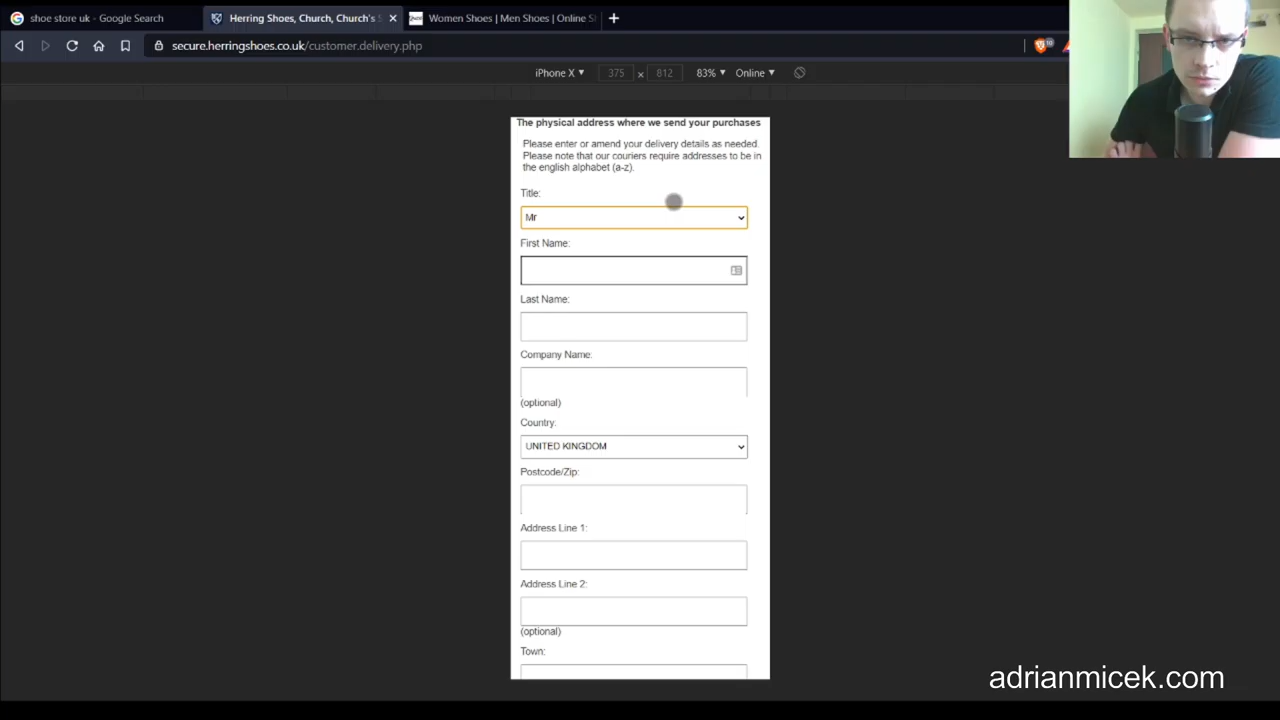 shoe store uk - Google Search
Herring Shoes, Church, Church's S
Women Shoes | Men Shoes | Online S
secure.herringshoes.co.uk/customer.delivery.php
iPhone X ▼ 375 x 812 83% ▼ Online ▼
The physical address where we send your purchases
Please enter or amend your delivery details as needed.
Please note that our couriers require addresses to be in
the english alphabet (a-z).
Title:
Mr
First Name:
Last Name:
Company Name:
(optional)
Country:
UNITED KINGDOM
Postcode/Zip:
Address Line 1:
Address Line 2:
(optional)
Town:
adrianmicek.com